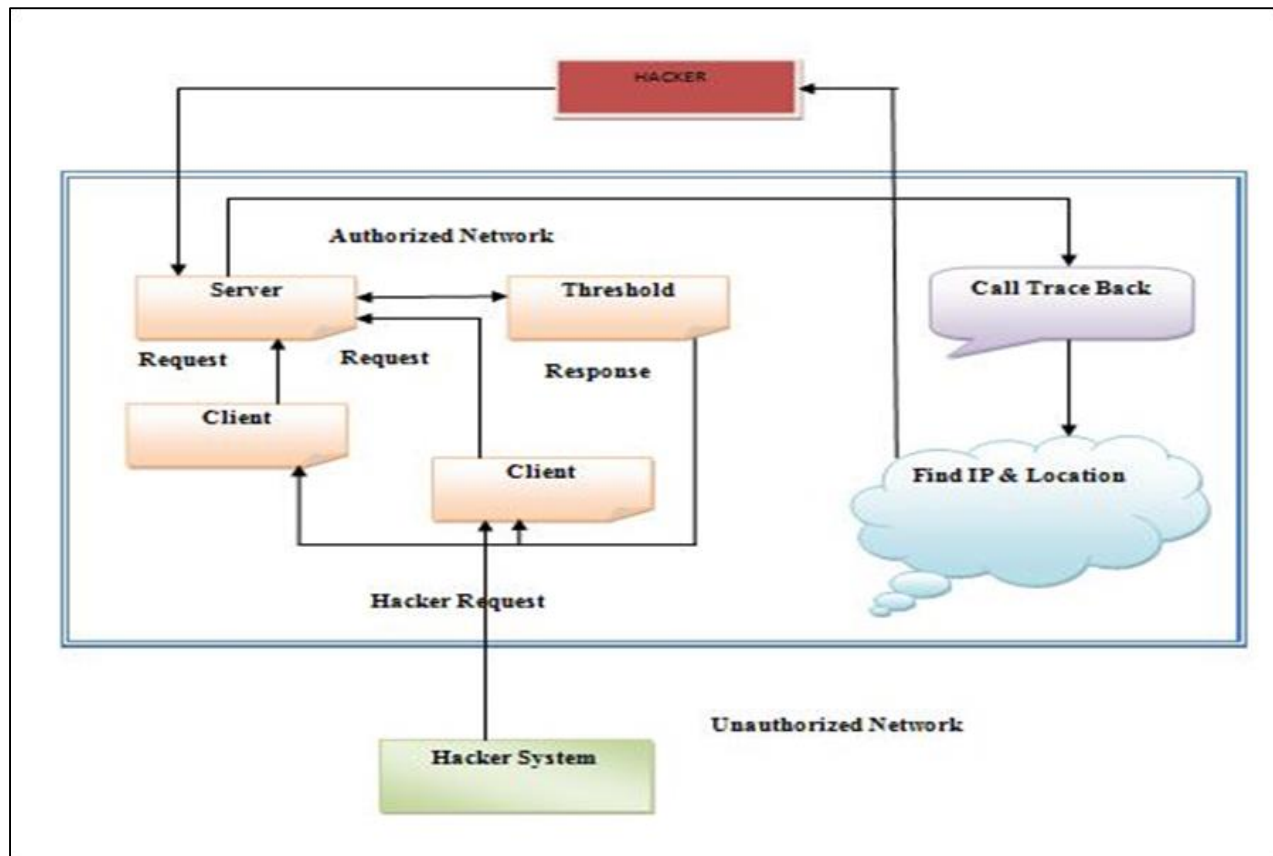 HACKER
Authorized Network
Server
Threshold
Call Trace Back
Request
Request
Response
Client
Client
Find IP & Location
Hacker Request
Unauthorized Network
Hacker System